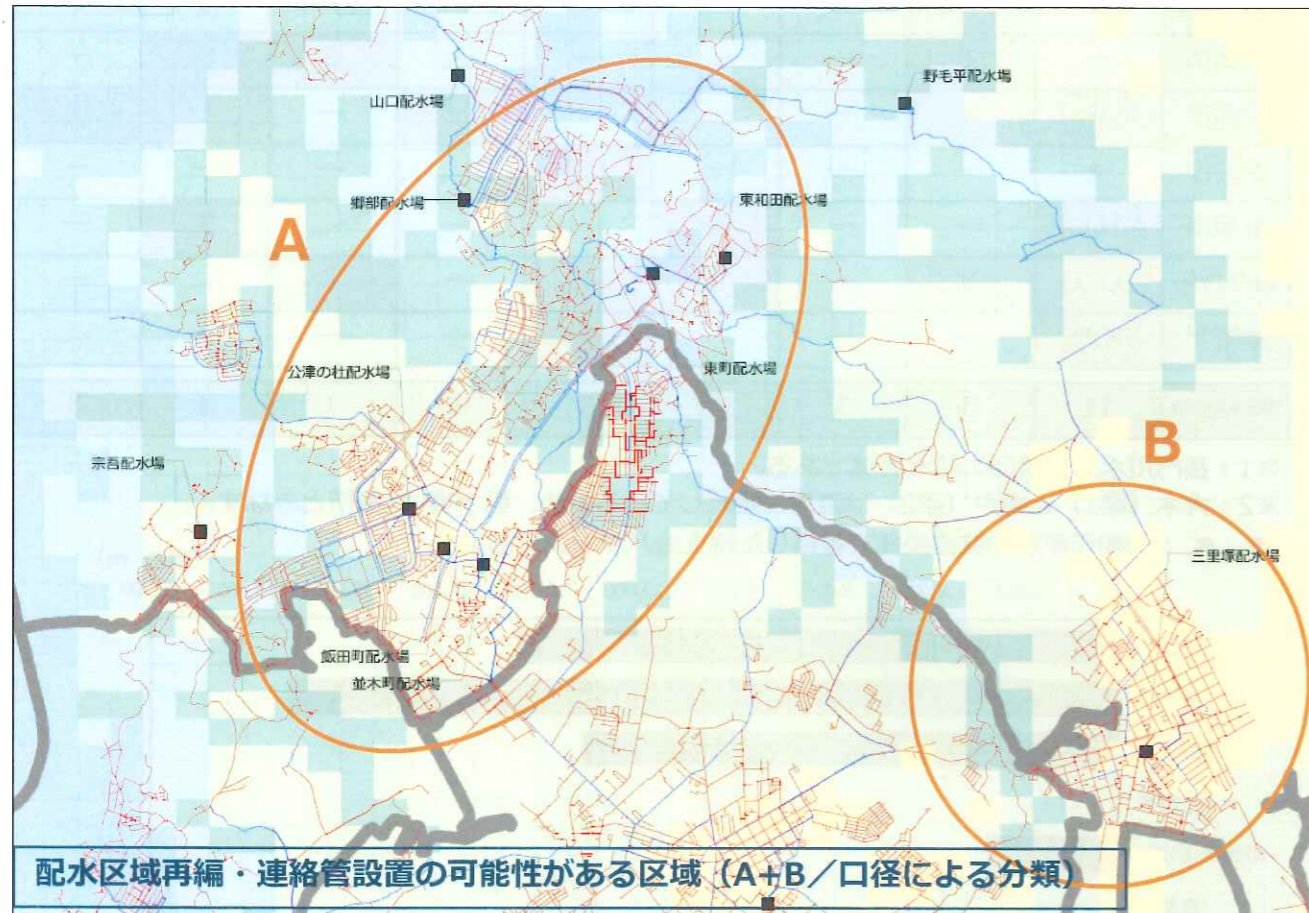 野毛平配水場
山口配水場
郷部配水場
東和田配水場
A
公津の杜配水場
東町配水場
B
宗吾配水場
三里塚配水場
飯田町配水場
並木町配水場
配水区域再編・連絡管設置の可能性がある区域（A+B／口径による分類）